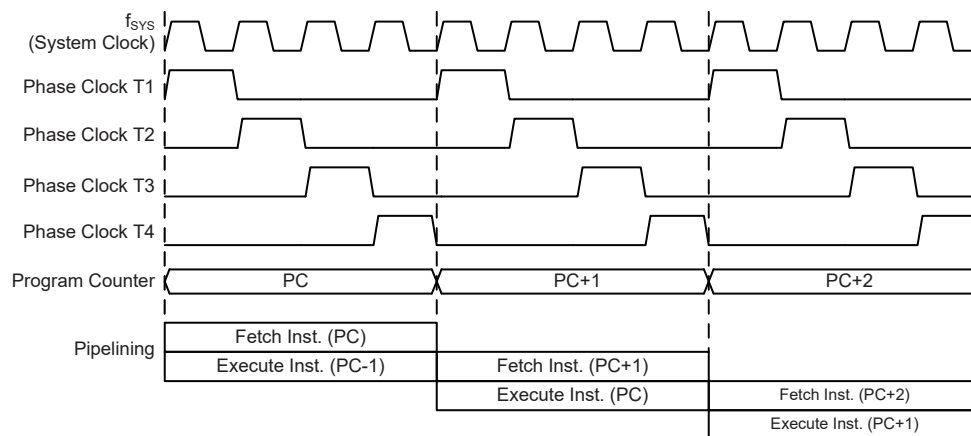 fSYS
(System Clock)
Phase Clock T1
Phase Clock T2
Phase Clock T3
Phase Clock T4
Program Counter PC PC+1 PC+2
Pipelining
Fetch Inst. (PC)
Execute Inst. (PC-1) Fetch Inst. (PC+1)
Execute Inst. (PC) Fetch Inst. (PC+2)
Execute Inst. (PC+1)